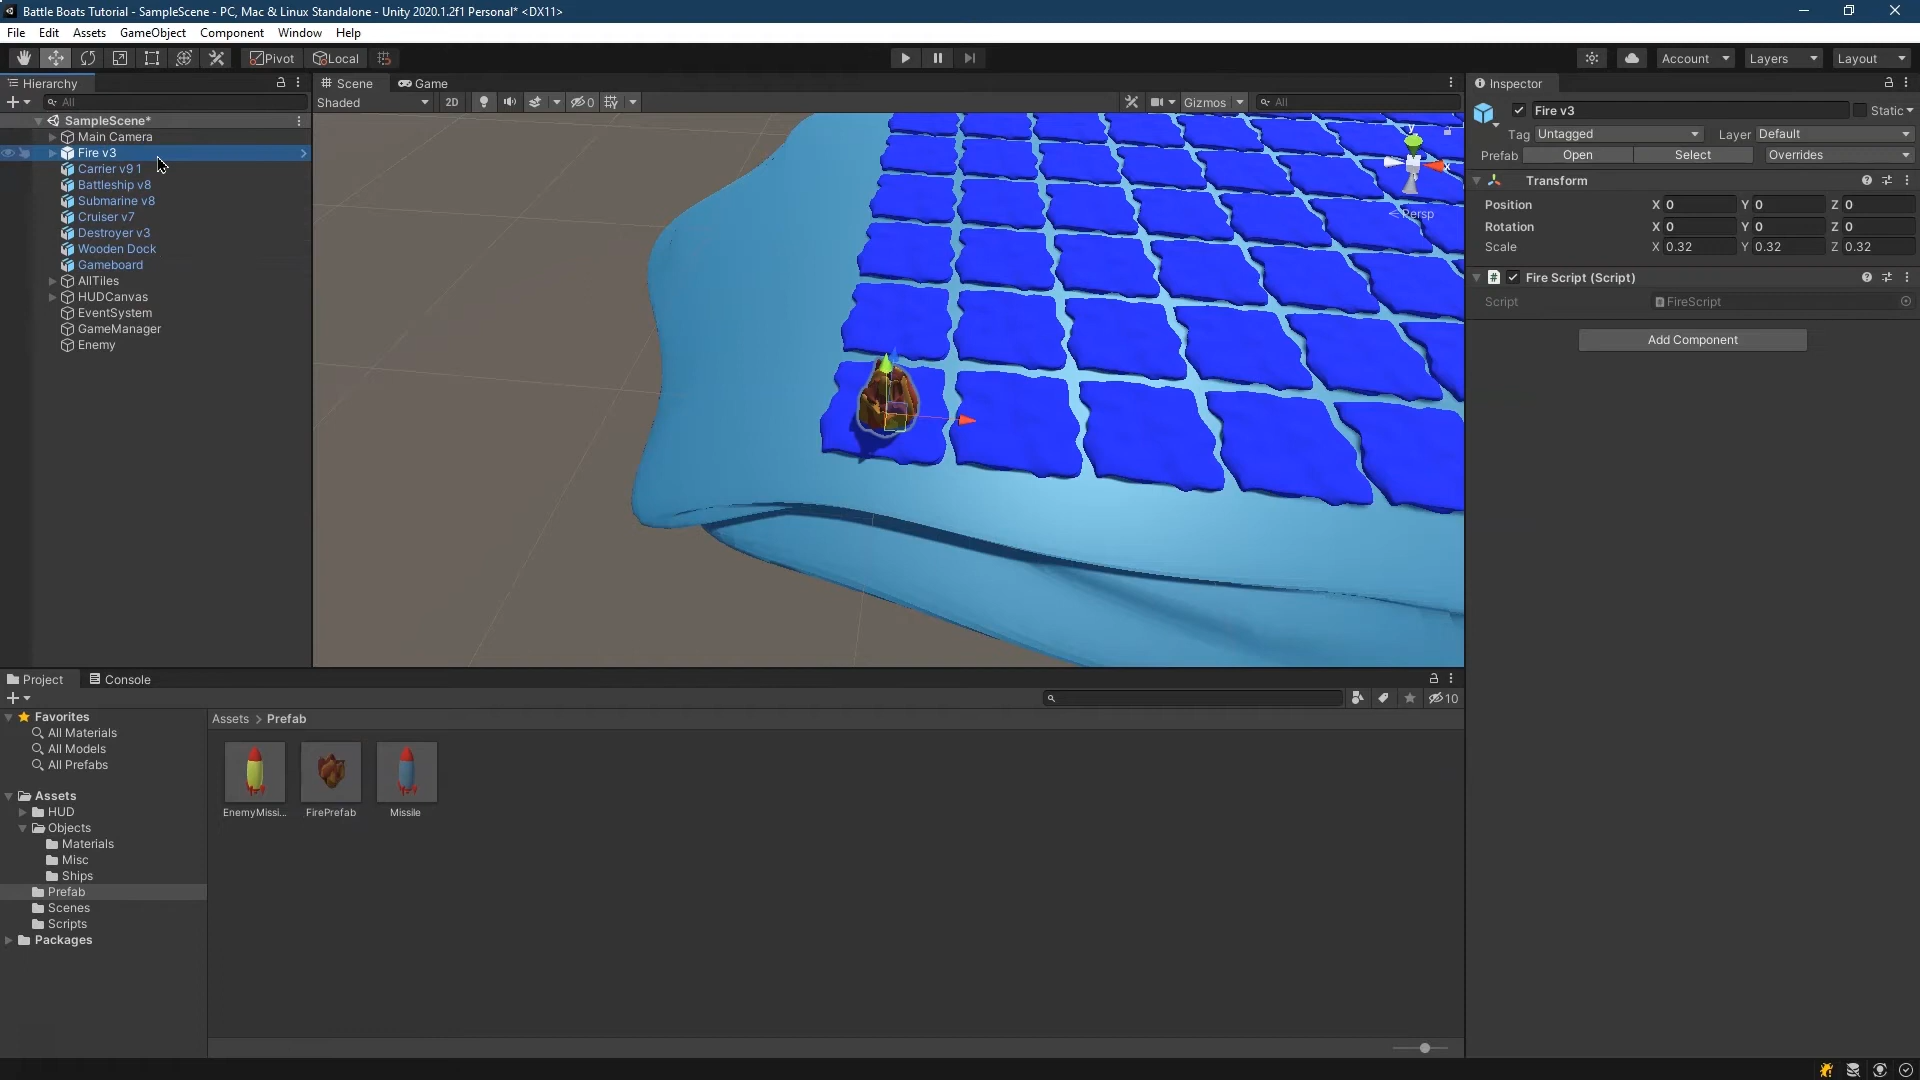 Battle Boats Tutorial - SampleScene - PC, Mac & Linux Standalone - Unity 2020.1.2f1 Personal* <DX11>
File Edit Assets GameObject Component Window Help
Pivot Local Account Layers Layout
Hierarchy
All
SampleScene*
Main Camera
Fire v3
Carrier v9 1
Battleship v8
Submarine v8
Cruiser v7
Destroyer v3
Wooden Dock
Gameboard
AllTiles
HUDCanvas
EventSystem
GameManager
Enemy
Scene Game
Shaded 2D 0 Gizmos All
y
x
Persp
Inspector
Fire v3 Static
Tag Untagged Layer Default
Prefab Open Select Overrides
Transform
Position X 0 Y 0 Z 0
Rotation X 0 Y 0 Z 0
Scale X 0.32 Y 0.32 Z 0.32
# Fire Script (Script)
Script FireScript
Add Component
Project Console
10
Favorites
All Materials
All Models
All Prefabs
Assets
HUD
Objects
Materials
Misc
Ships
Prefab
Scenes
Scripts
Packages
Assets > Prefab
EnemyMissi... FirePrefab Missile